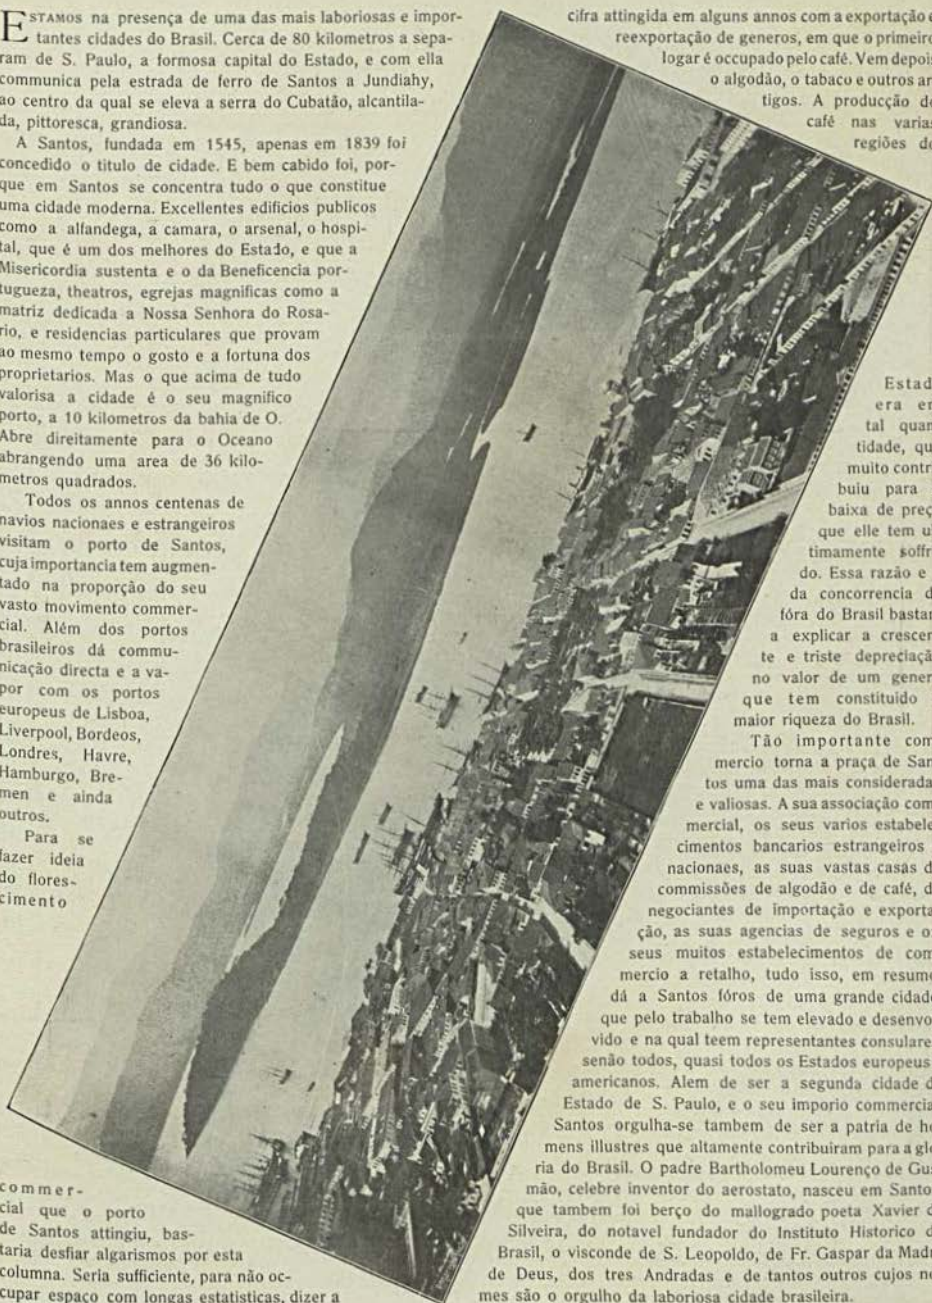 ESTAMOS na presença de uma das mais laboriosas e impor-
tantes cidades do Brasil. Cerca de 80 kilometros a sepa-
ram de S. Paulo, a formosa capital do Estado, e com ella
communica pela estrada de ferro de Santos a Jundiahy,
ao centro da qual se eleva a serra do Cubatão, alcantila-
da, pittoresca, grandiosa.
A Santos, fundada em 1545, apenas em 1839 foi
concedido o titulo de cidade. E bem cabido foi, por-
que em Santos se concentra tudo o que constitue
uma cidade moderna. Excellentes edificios publicos
como a alfandega, a camara, o arsenal, o hospi-
tal, que é um dos melhores do Estado, e que a
Misericordia sustenta e o da Beneficencia por-
tugueza, theatros, egrejas magnificas como a
matriz dedicada a Nossa Senhora do Rosa-
rio, e residencias particulares que provam
ao mesmo tempo o gosto e a fortuna dos
proprietarios. Mas o que acima de tudo
valorisa a cidade é o seu magnifico
porto, a 10 kilometros da bahia de O.
Abre direitamente para o Oceano
abrangendo uma area de 36 kilo-
metros quadrados.
Todos os annos centenas de
navios nacionaes e estrangeiros
visitam o porto de Santos,
cuja importancia tem augmen-
tado na proporção do seu
vasto movimento commer-
cial. Além dos portos
brasileiros dá commu-
nicação directa e a va-
por com os portos
europeus de Lisboa,
Liverpool, Bordeos,
Londres, Havre,
Hamburgo, Bre-
men e ainda
outros.
Para se
fazer ideia
do flores-
cimento
commer-
cial que o porto
de Santos attingiu, bas-
taria desfiar algarismos por esta
columna. Seria sufficiente, para não oc-
cupar espaço com longas estatisticas, dizer a
cifra attingida em alguns annos com a exportação e
reexportação de generos, em que o primeiro
logar é occupado pelo café. Vem depois
o algodão, o tabaco e outros ar
tigos. A producção de
café nas varias
regiões do
Estad
era em
tal quan
tidade, qu
muito contri
buiu para
baixa de preç
que elle tem ul
timamente soffri
do. Essa razão e
da concorrencia d
fóra do Brasil bastam
a explicar a crescen
te e triste depreciaçã
no valor de um gener
que tem constituido
maior riqueza do Brasil.
Tão importante com
mercio torna a praça de San
tos uma das mais considerada
e valiosas. A sua associação com
mercial, os seus varios estabele
cimentos bancarios estrangeiros
nacionaes, as suas vastas casas d
commissões de algodão e de café, d
negociantes de importação e exporta
ção, as suas agencias de seguros e o
seus muitos estabelecimentos de com
mercio a retalho, tudo isso, em resumo
dá a Santos fóros de uma grande cidade
que pelo trabalho se tem elevado e desenvol
vido e na qual teem representantes consulares
senão todos, quasi todos os Estados europeus
americanos. Alem de ser a segunda cidade d
Estado de S. Paulo, e o seu imporio commercia
Santos orgulha-se tambem de ser a patria de ho
mens illustres que altamente contribuiram para a glo
ria do Brasil. O padre Bartholomeu Lourenço de Gus
mão, celebre inventor do aerostato, nasceu em Santo
que tambem foi berço do mallogrado poeta Xavier d
Silveira, do notavel fundador do Instituto Historico d
Brasil, o visconde de S. Leopoldo, de Fr. Gaspar da Madr
de Deus, dos tres Andradas e de tantos outros cujos no
mes são o orgulho da laboriosa cidade brasileira.